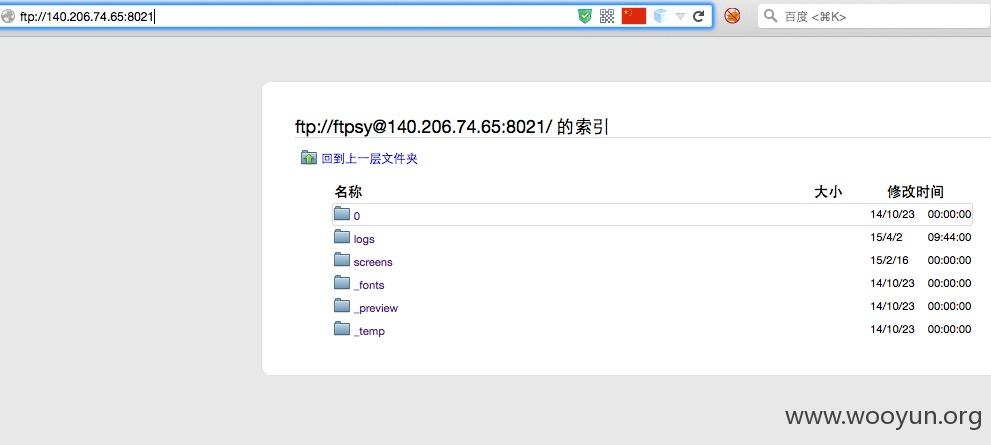 ftp://140.206.74.65:8021
百度 <⌘K>
ftp://ftpsy@140.206.74.65:8021/ 的索引
回到上一层文件夹
名称 大小 修改时间
0 14/10/23 00:00:00
logs 15/4/2 09:44:00
screens 15/2/16 00:00:00
_fonts 14/10/23 00:00:00
_preview 14/10/23 00:00:00
_temp 14/10/23 00:00:00
www.wooyun.org